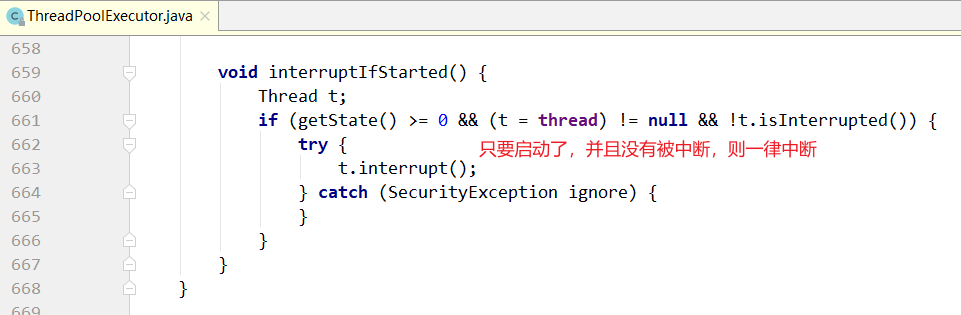 ThreadPoolExecutor.java
658
659 void interruptIfStarted() {
660 Thread t;
661 if (getState() >= 0 && (t = thread) != null && !t.isInterrupted()) {
662 try { 只要启动了，并且没有被中断，则一律中断
663 t.interrupt();
664 } catch (SecurityException ignore) {
665 }
666 }
667 }
668 }
669